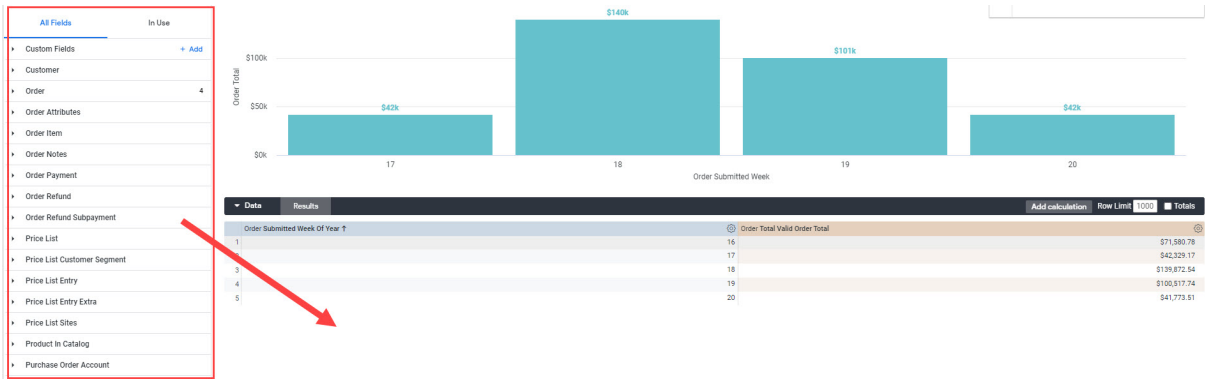 All Fields In Use
Custom Fields + Add
Customer
Order 4
Order Attributes
Order Item
Order Notes
Order Payment
Order Refund
Order Refund Subpayment
Price List
Price List Customer Segment
Price List Entry
Price List Entry Extra
Price List Sites
Product In Catalog
Purchase Order Account
Order Total
$100k
$50k
$0k
$42k
$140k
$101k
$42k
17 18 19 20
Order Submitted Week
Data Results Add calculation Row Limit 1000 Totals
Order Submitted Week Of Year ↑ Order Total Valid Order Total
1 16 $71,580.78
17 $42,329.17
3 18 $139,872.54
4 19 $100,517.74
5 20 $41,773.51